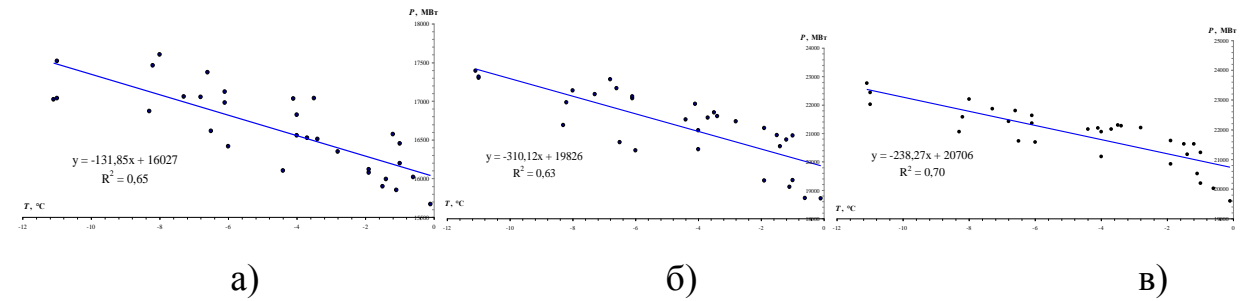 P, МВт
18000
17000
16500
16000
15500
y = -131,85x + 16027
R² = 0,65
T, °C
-12 -10 -8 -6 -4 -2 0
а)
P, МВт
24000
23000
22000
21000
20000
19000
18000
y = -310,12x + 19826
R² = 0,63
T, °C
-12 -10 -8 -6 -4 -2 0
б)
P, МВт
25000
24000
23000
22000
21000
20000
19000
y = -238,27x + 20706
R² = 0,70
T, °C
-12 -10 -8 -6 -4 -2 0
в)